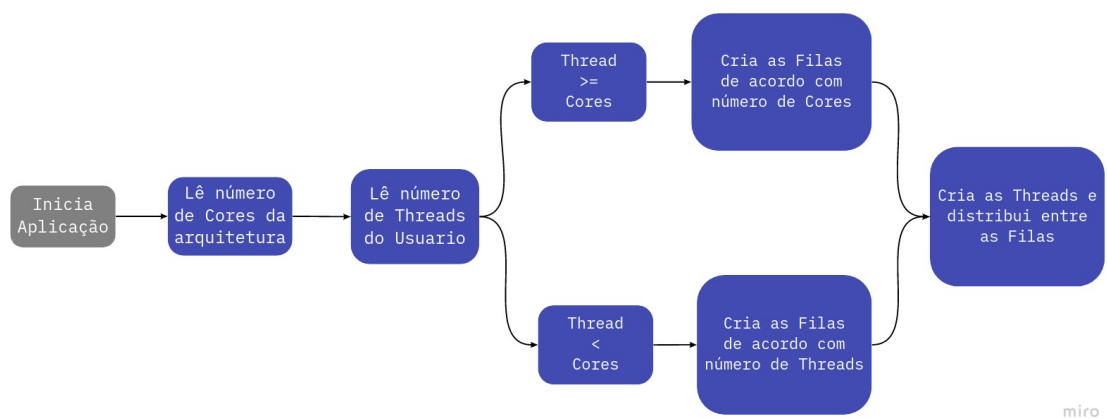 Inicia
Aplicação
Lê número
de Cores da
arquitetura
Lê número
de Threads
do Usuario
Thread
>=
Cores
Cria as Filas
de acordo com
número de Cores
Thread
<
Cores
Cria as Filas
de acordo com
número de Threads
Cria as Threads e
distribui entre
as Filas
miro